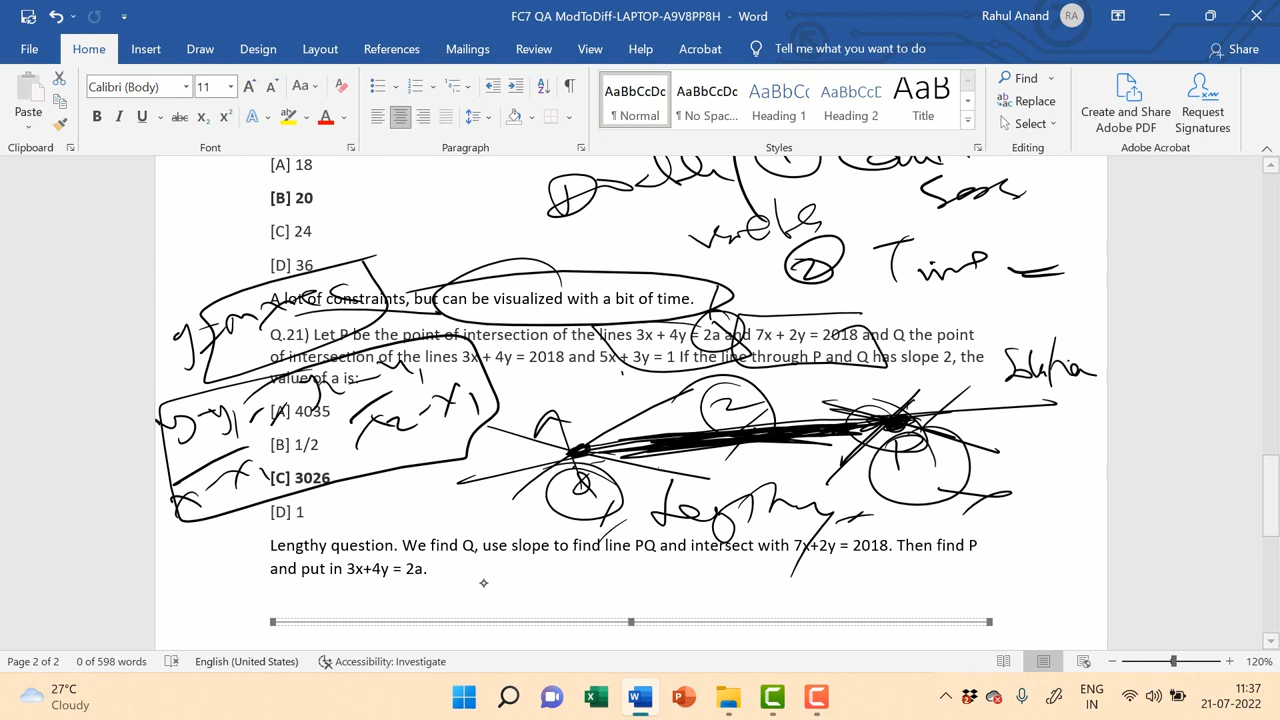 FC7 QA ModToDiff-LAPTOP-A9V8PP8H - Word
Rahul Anand RA
File Home Insert Draw Design Layout References Mailings Review View Help Acrobat Tell me what you want to do Share
Paste
Calibri (Body) 11
AaBbCcDc AaBbCcDc AaBbCc AaBbCcD AaB
¶ Normal ¶ No Spac... Heading 1 Heading 2 Title
Find
Replace
Select
Create and Share Adobe PDF
Request Signatures
Clipboard Font Paragraph Styles Editing Adobe Acrobat
[A] 18
[B] 20
[C] 24
[D] 36
② Time
A lot of constraints, but can be visualized with a bit of time.
Q.21) Let P be the point of intersection of the lines 3x + 4y = 2a and 7x + 2y = 2018 and Q the point
of intersection of the lines 3x + 4y = 2018 and 5x + 3y = 1 If the line through P and Q has slope 2, the
value of a is:
[A] 4035
[B] 1/2
[C] 3026
[D] 1
Lengthy
Lengthy question. We find Q, use slope to find line PQ and intersect with 7x+2y = 2018. Then find P
and put in 3x+4y = 2a.
Page 2 of 2 0 of 598 words English (United States) Accessibility: Investigate 120%
27°C
Cloudy
ENG
IN
11:37
21-07-2022